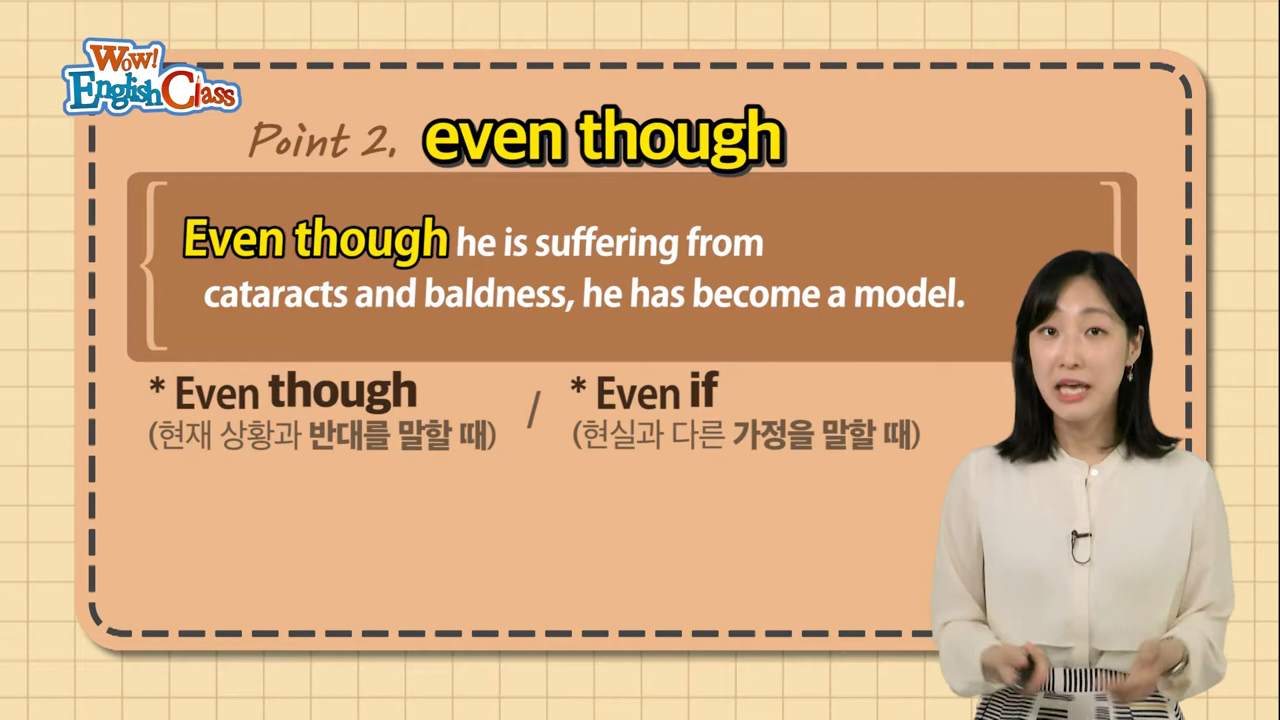 Wow!
English Class
Point 2. even though
Even though he is suffering from
cataracts and baldness, he has become a model.
* Even though / * Even if
(현재 상황과 반대를 말할 때) (현실과 다른 가정을 말할 때)